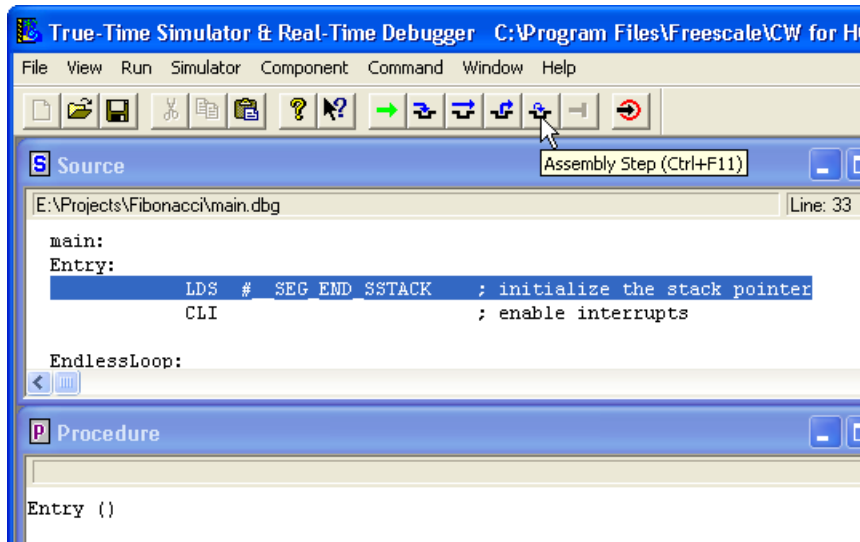 True-Time Simulator & Real-Time Debugger C:\Program Files\Freescale\CW for H
File View Run Simulator Component Command Window Help
Assembly Step (Ctrl+F11)
S Source
E:\Projects\Fibonacci\main.dbg Line: 33
main:
Entry:
LDS #__SEG_END_SSTACK ; initialize the stack pointer
CLI ; enable interrupts
EndlessLoop:
P Procedure
Entry ()